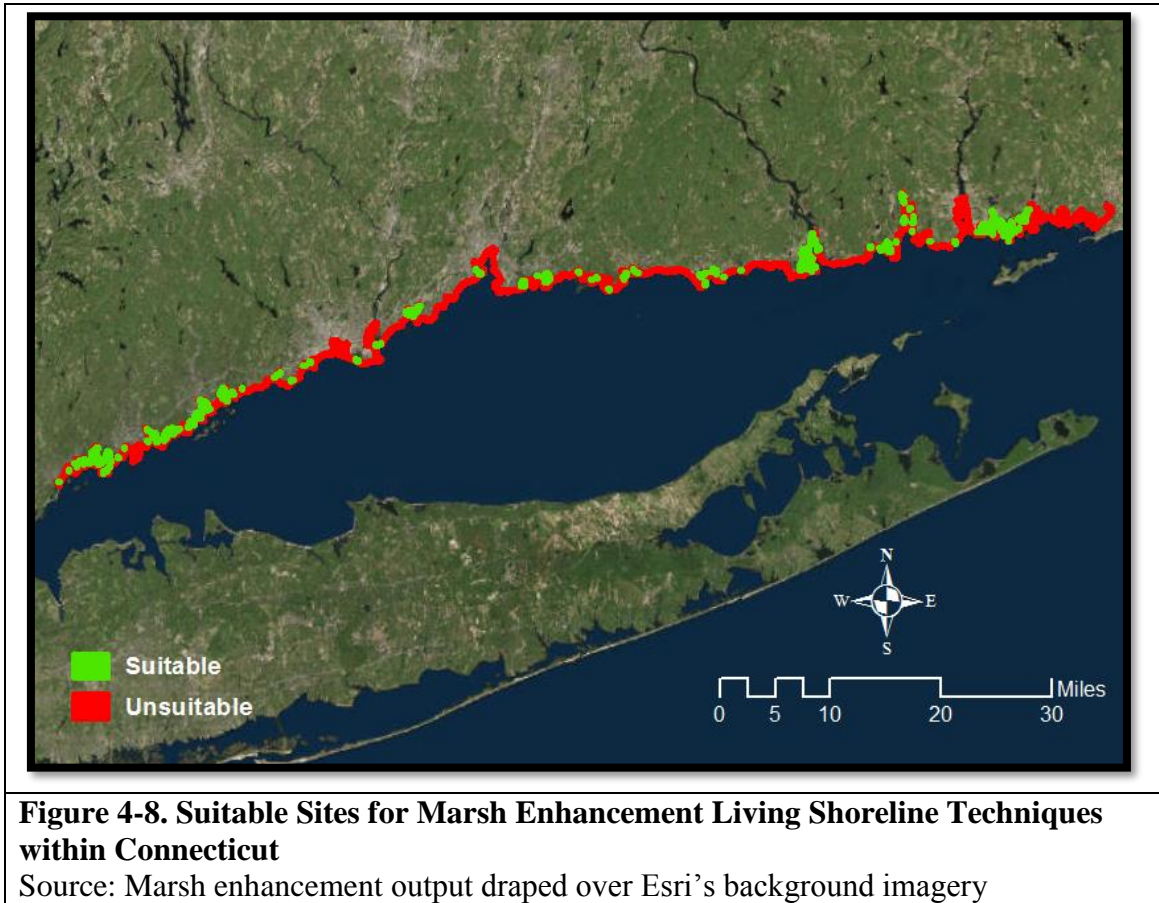 N
W E
S
Suitable
Unsuitable
Miles
0 5 10 20 30
Figure 4-8. Suitable Sites for Marsh Enhancement Living Shoreline Techniques
within Connecticut
Source: Marsh enhancement output draped over Esri's background imagery